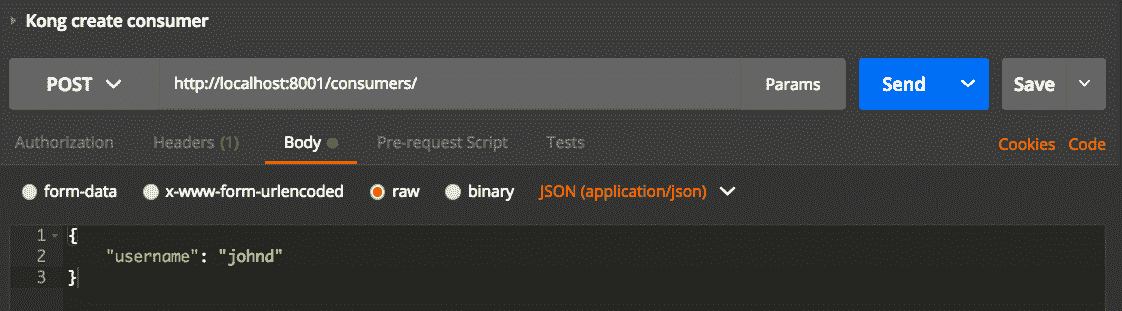 Kong create consumer
POST http://localhost:8001/consumers/ Params Send Save
Authorization Headers (1) Body Pre-request Script Tests Cookies Code
form-data x-www-form-urlencoded raw binary JSON (application/json)
1 {
2 "username": "johnd"
3 }